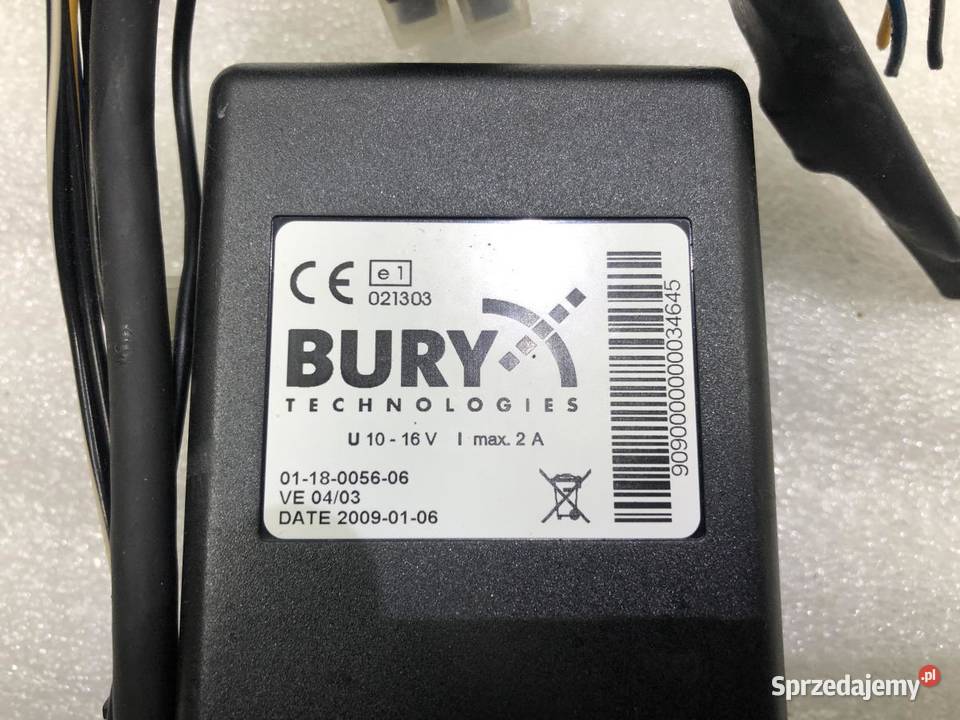 CE e1
021303
BURY
TECHNOLOGIES
U 10 - 16 V I max. 2 A
01-18-0056-06
VE 04/03
DATE 2009-01-06
9090000000034645
Sprzedajemy.pl